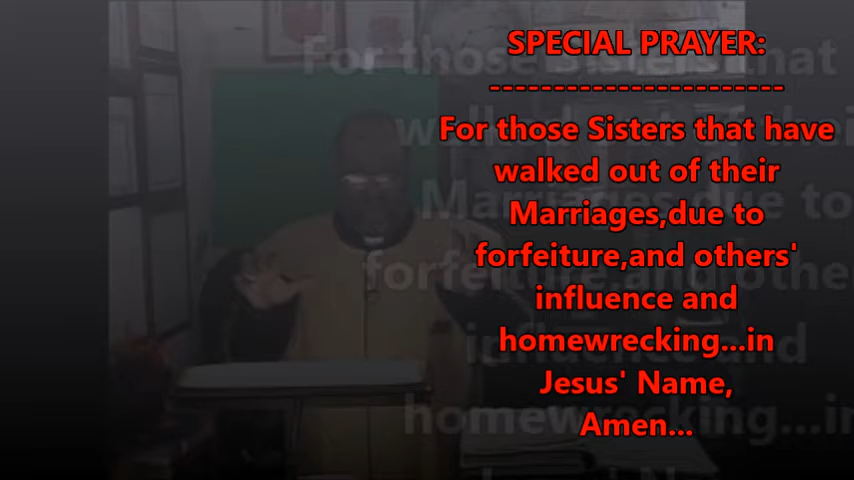 SPECIAL PRAYER:
-----------------------
For those Sisters that have
walked out of their
Marriages,due to
forfeiture,and others'
influence and
homewrecking...in
Jesus' Name,
Amen...